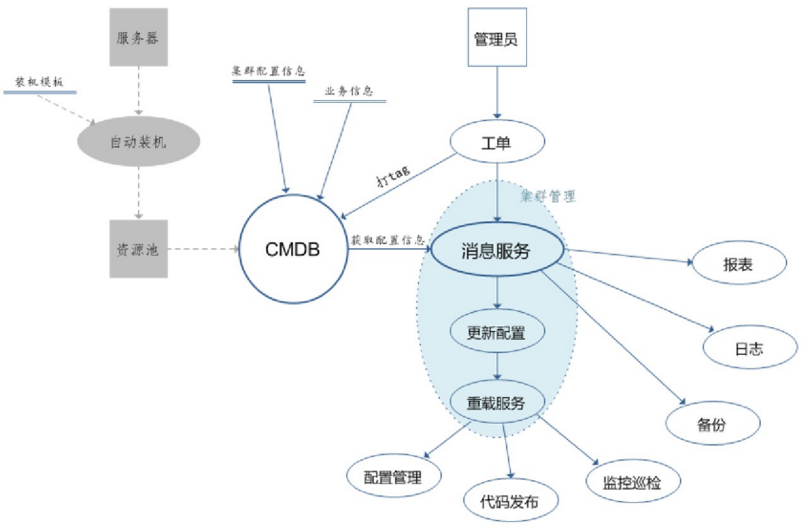 服务器
管理员
集群配置信息
装机模板
业务信息
自动装机
工单
打tag
集群管理
资源池
CMDB
获取配置信息
消息服务
报表
更新配置
日志
重载服务
备份
配置管理
代码发布
监控巡检